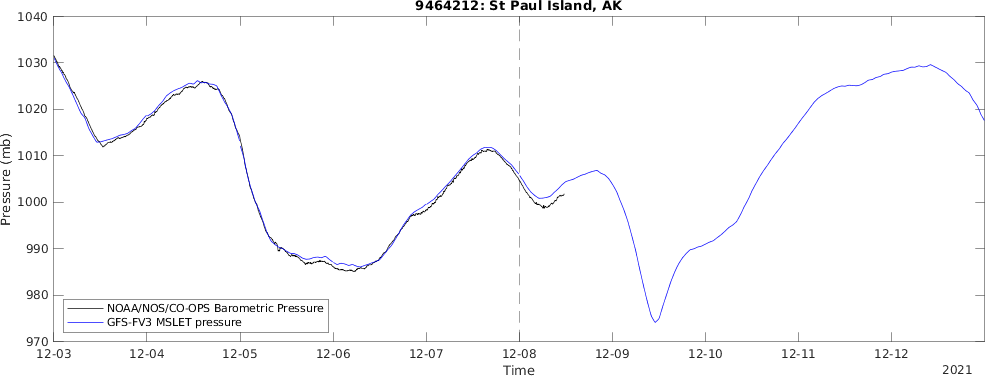 9464212: St Paul Island, AK
1040
1030
1020
1010
1000
990
980
970
Pressure (mb)
NOAA/NOS/CO-OPS Barometric Pressure
GFS-FV3 MSLET pressure
12-03 12-04 12-05 12-06 12-07 12-08 12-09 12-10 12-11 12-12
Time
2021